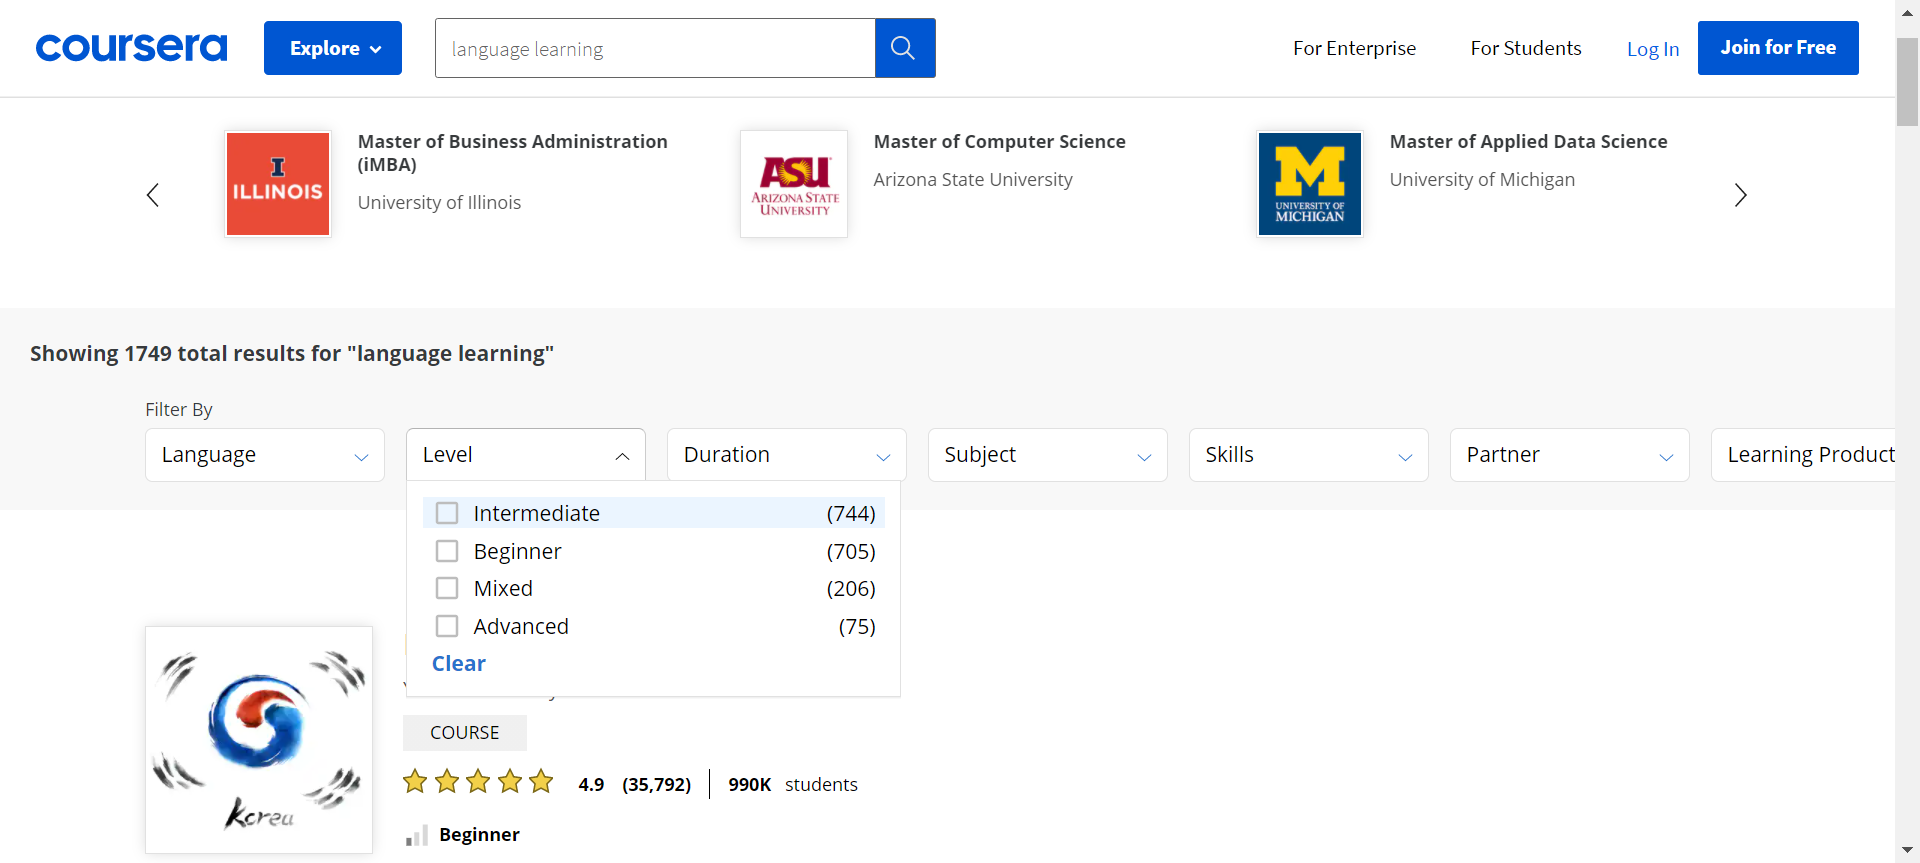 coursera
Explore
language learning
For Enterprise
For Students
Log In
Join for Free
I
ILLINOIS
Master of Business Administration
(iMBA)
University of Illinois
ASU
ARIZONA STATE
UNIVERSITY
Master of Computer Science
Arizona State University
M
UNIVERSITY OF
MICHIGAN
Master of Applied Data Science
University of Michigan
Showing 1749 total results for "language learning"
Filter By
Language
Level
Duration
Subject
Skills
Partner
Learning Product
Intermediate (744)
Beginner (705)
Mixed (206)
Advanced (75)
Clear
Korea
COURSE
4.9 (35,792) 990K students
Beginner